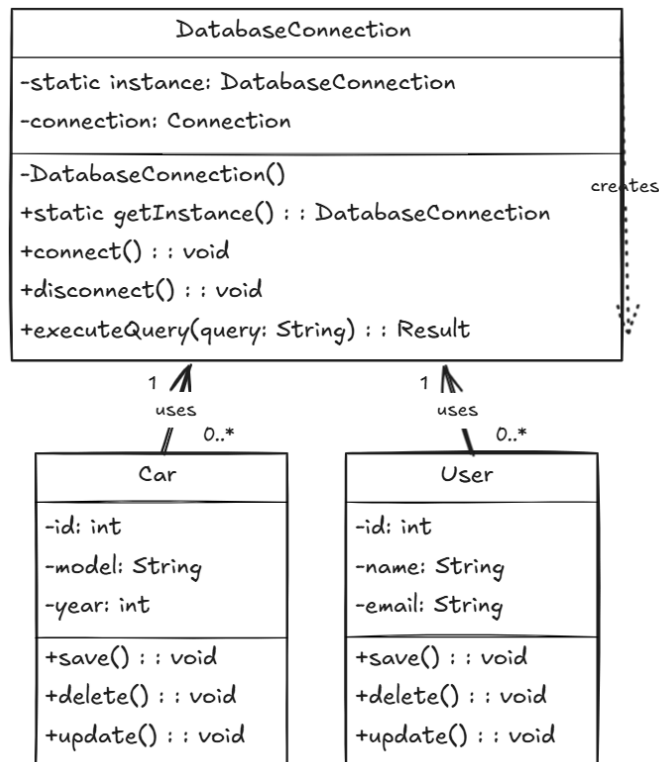 DatabaseConnection
-static instance: DatabaseConnection
-connection: Connection
-DatabaseConnection()
+static getInstance() : : DatabaseConnection
+connect() : : void
+disconnect() : : void
+executeQuery(query: String) : : Result
creates
1
uses
0..*
1
uses
0..*
Car
-id: int
-model: String
-year: int
+save() : : void
+delete() : : void
+update() : : void
User
-id: int
-name: String
-email: String
+save() : : void
+delete() : : void
+update() : : void